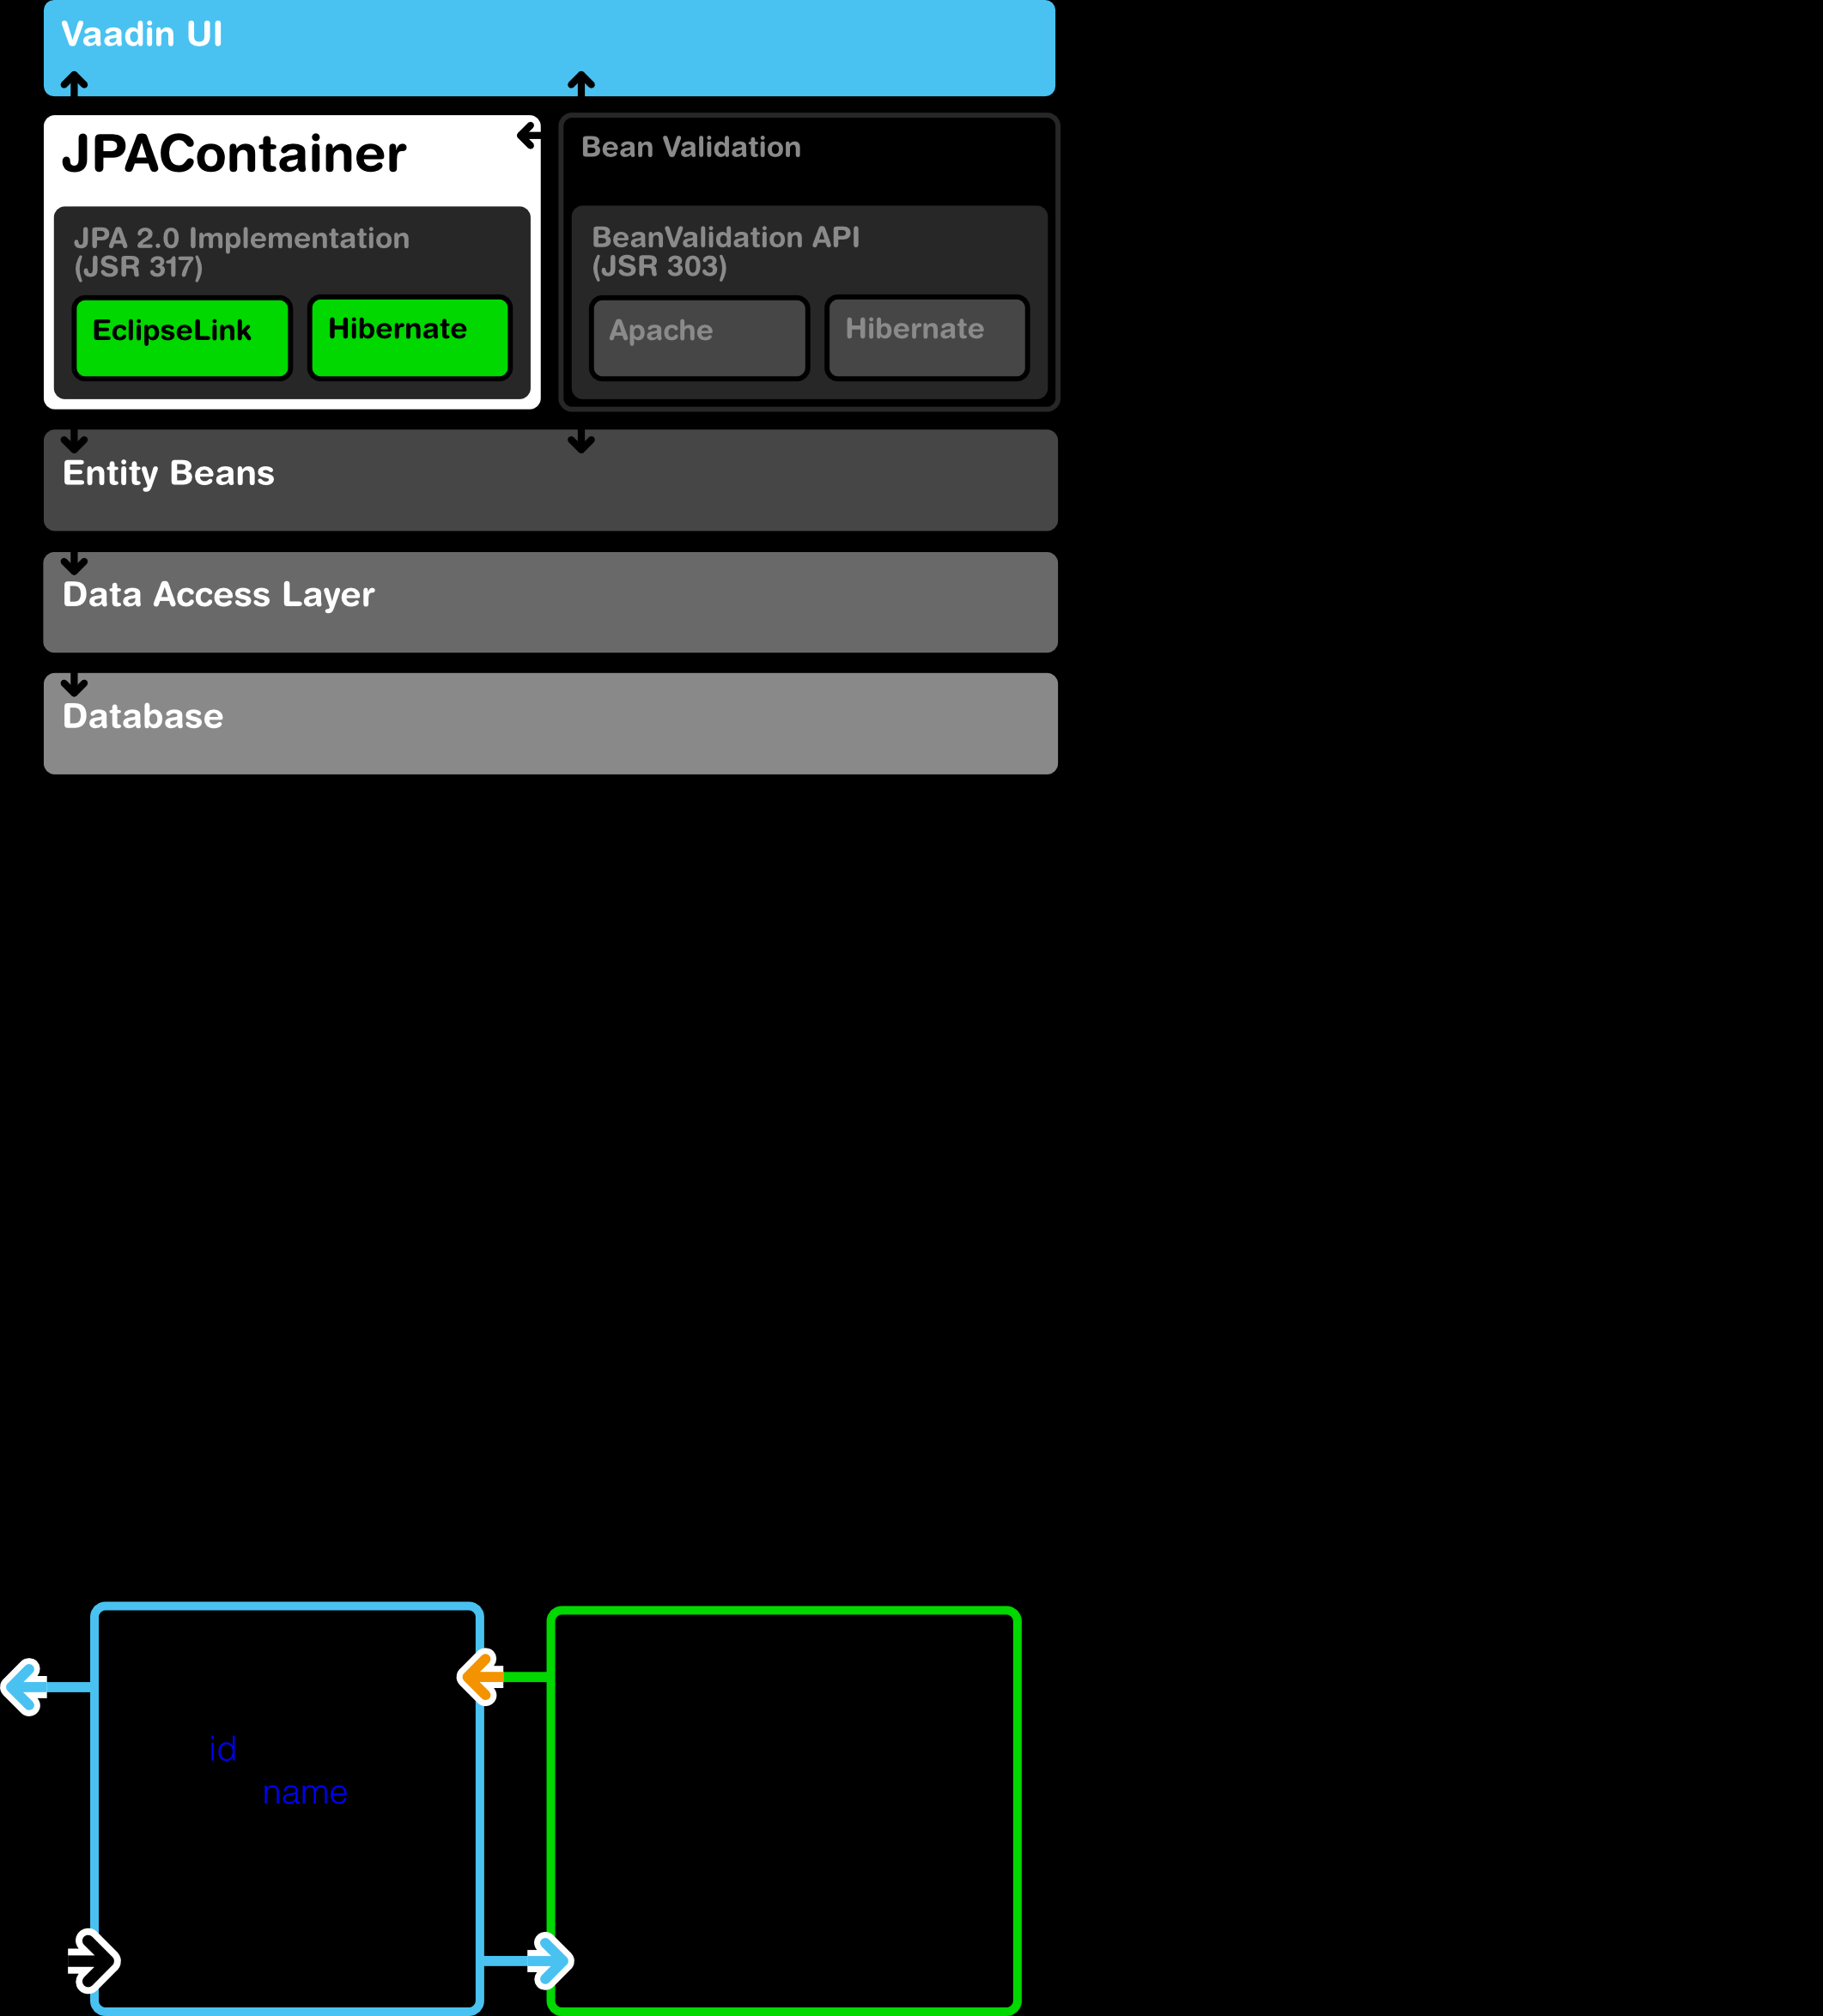 Vaadin UI
JPAContainer
Bean Validation
JPA 2.0 Implementation
(JSR 317)
BeanValidation API
(JSR 303)
EclipseLink
Hibernate
Apache
Hibernate
Entity Beans
Data Access Layer
Database
id
name